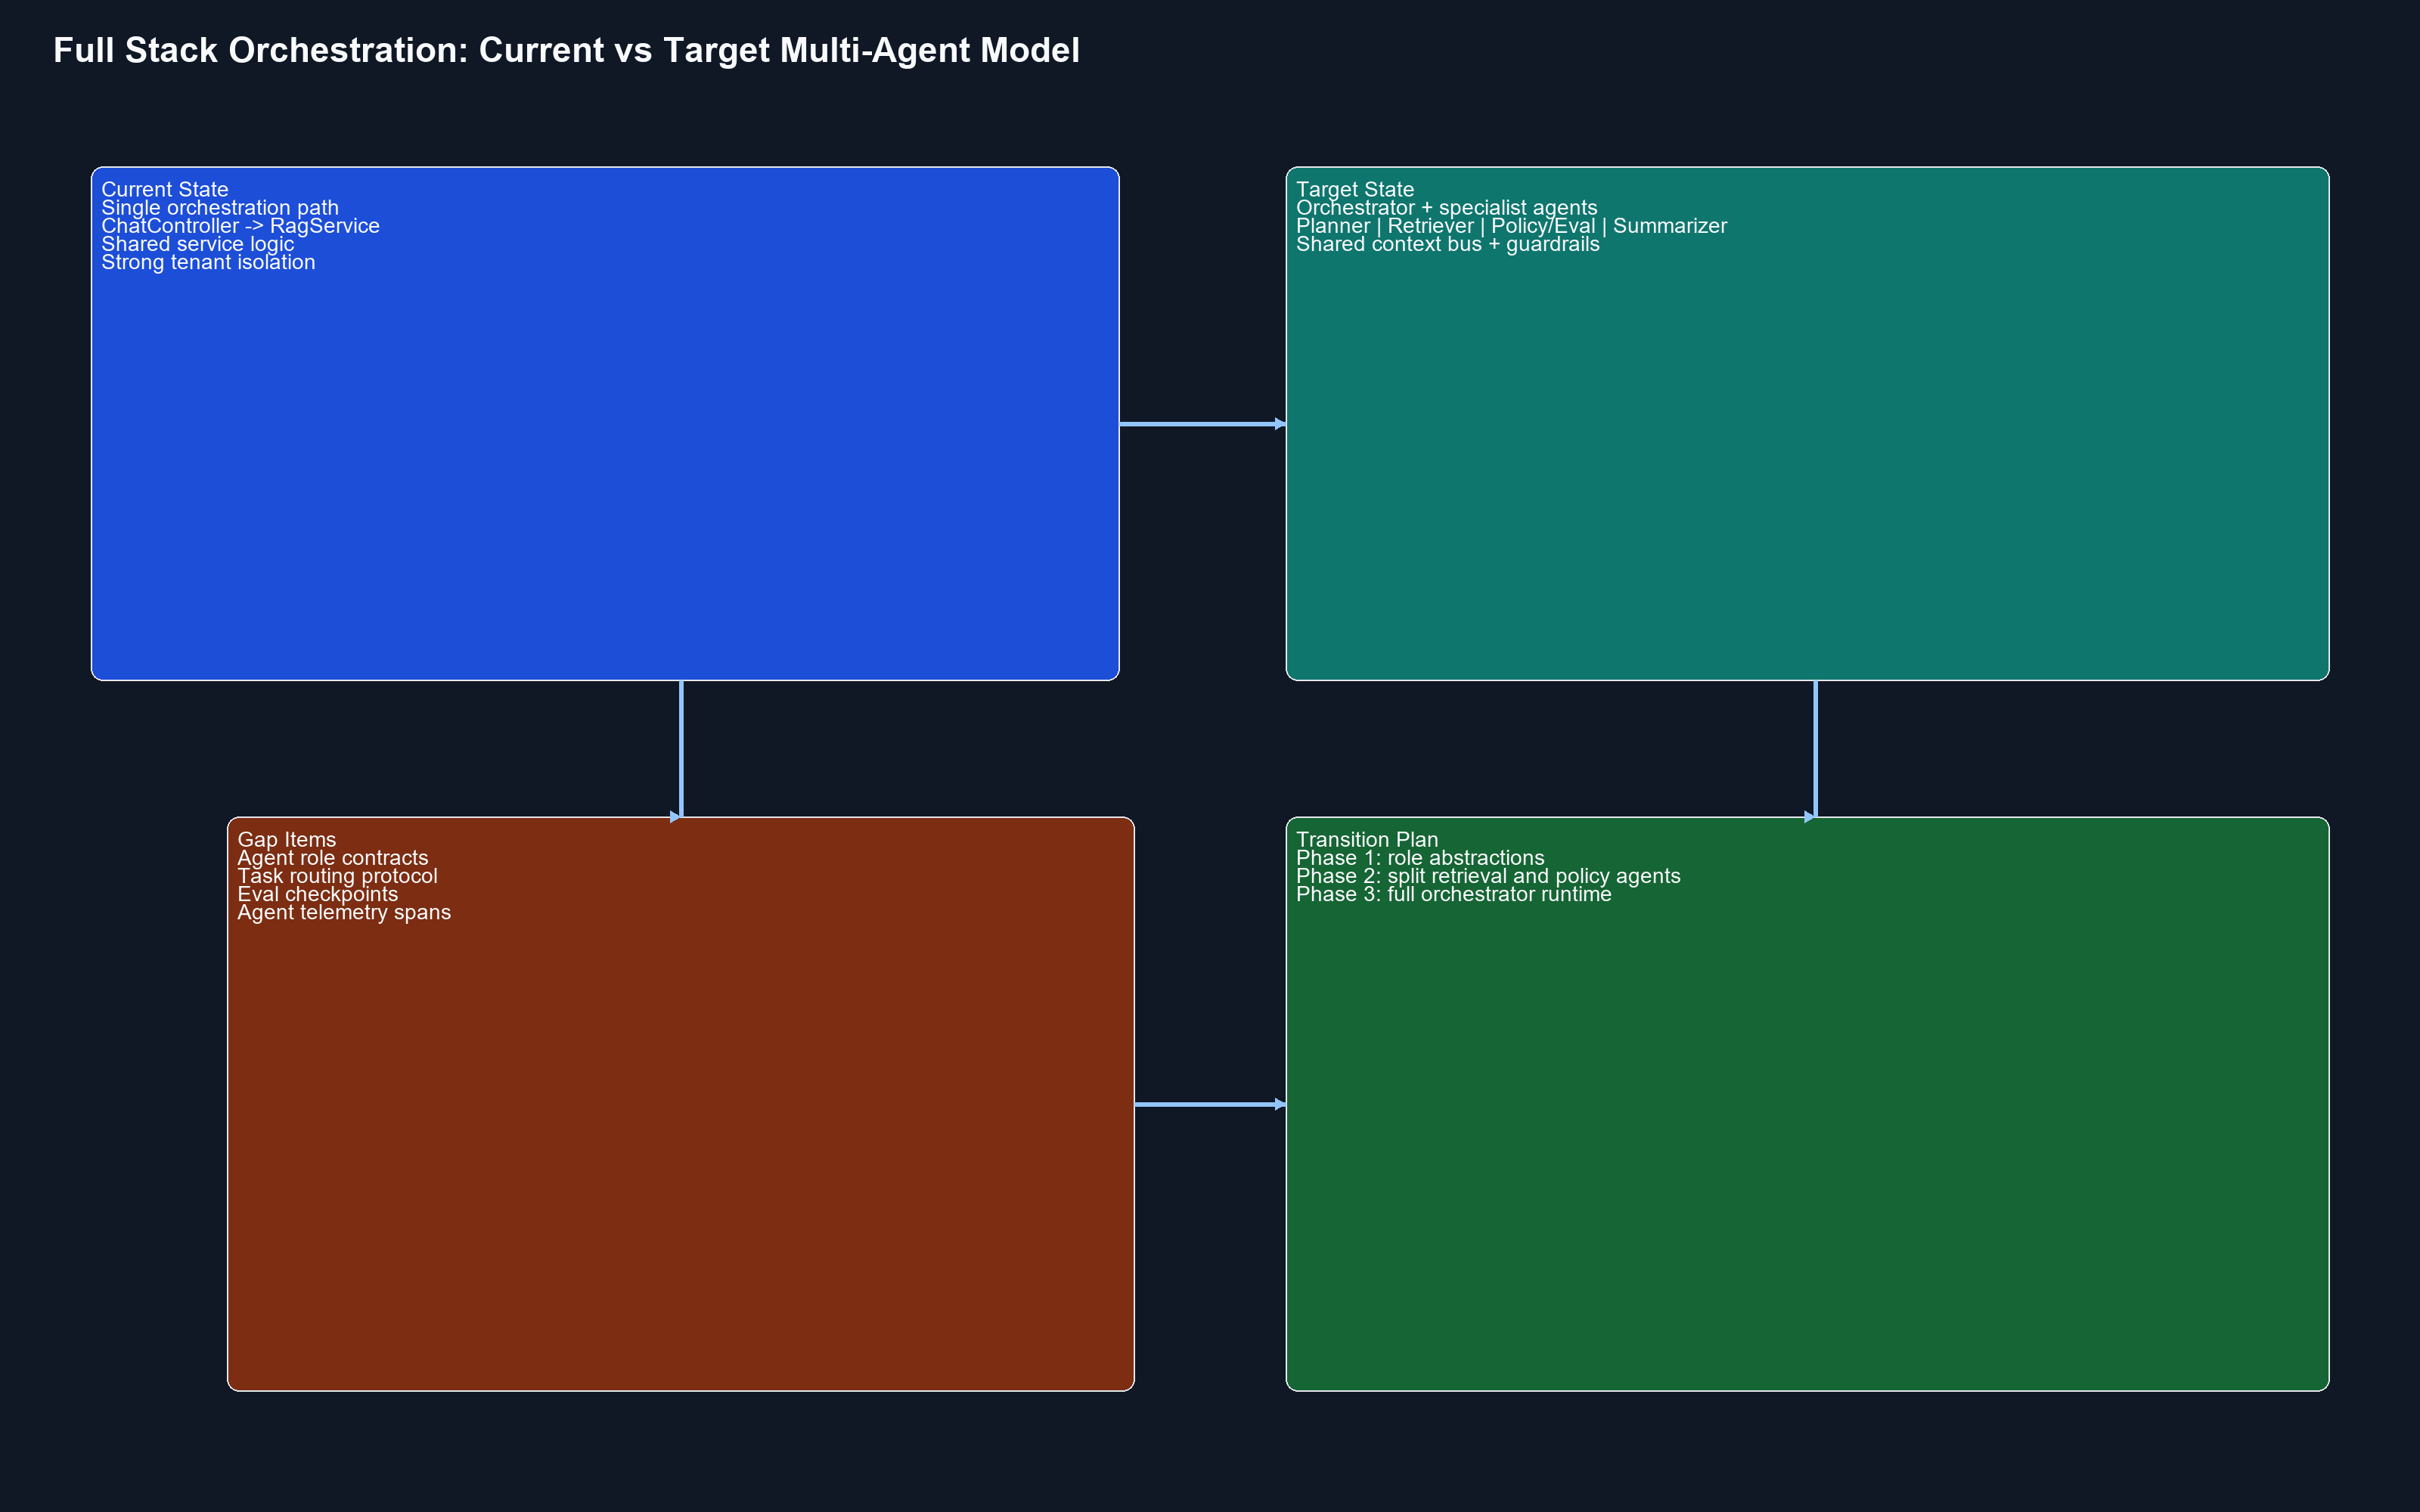 Full Stack Orchestration: Current vs Target Multi-Agent Model
Current State
Single orchestration path
ChatController -> RagService
Shared service logic
Strong tenant isolation
Target State
Orchestrator + specialist agents
Planner | Retriever | Policy/Eval | Summarizer
Shared context bus + guardrails
Gap Items
Agent role contracts
Task routing protocol
Eval checkpoints
Agent telemetry spans
Transition Plan
Phase 1: role abstractions
Phase 2: split retrieval and policy agents
Phase 3: full orchestrator runtime